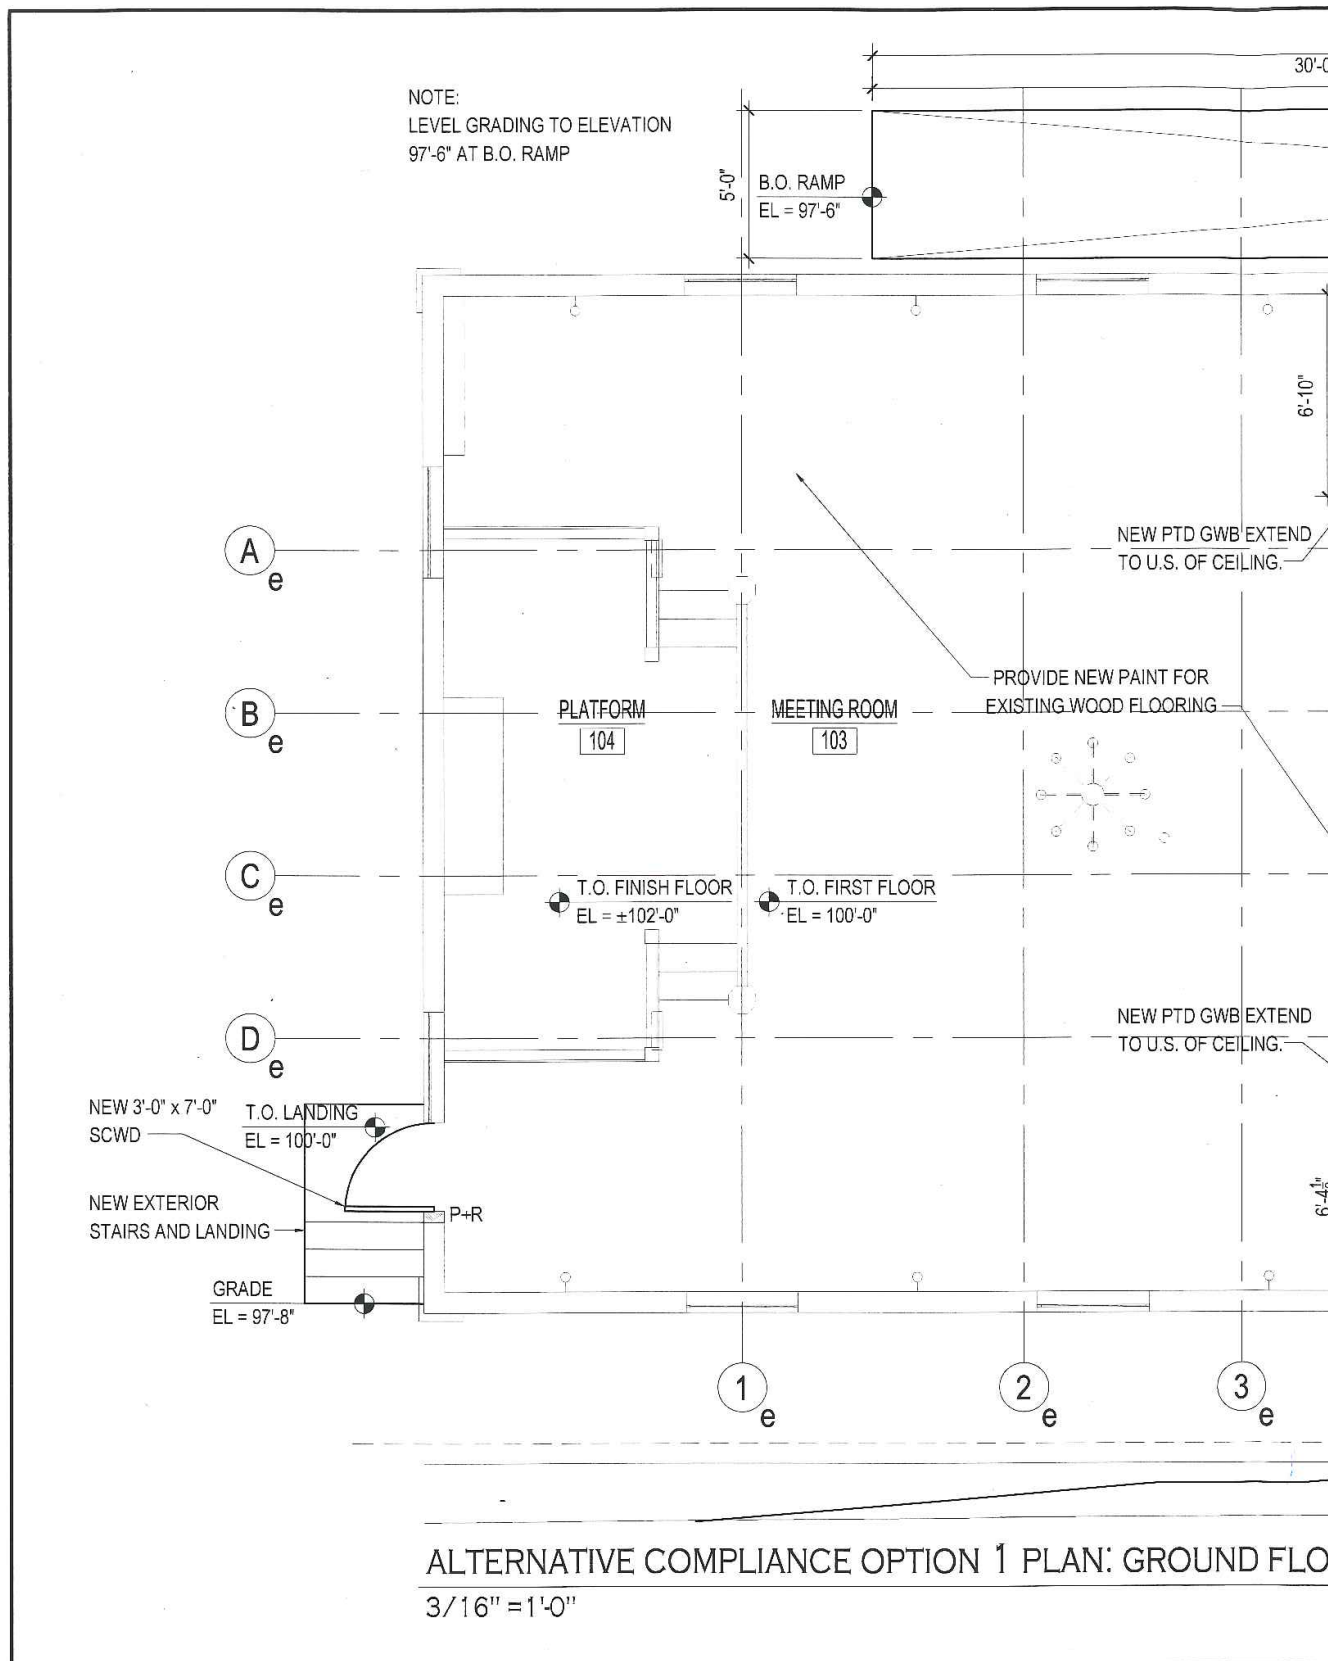 30'-0
NOTE:
LEVEL GRADING TO ELEVATION
97'-6" AT B.O. RAMP
5'-0"
B.O. RAMP
EL = 97'-6"
6'-10"
NEW PTD GWB EXTEND
TO U.S. OF CEILING.
A
e
PROVIDE NEW PAINT FOR
EXISTING WOOD FLOORING
B
e
PLATFORM
104
MEETING ROOM
103
C
e
T.O. FINISH FLOOR
EL = ±102'-0"
T.O. FIRST FLOOR
EL = 100'-0"
NEW PTD GWB EXTEND
TO U.S. OF CEILING.
D
e
NEW 3'-0" x 7'-0"
SCWD
T.O. LANDING
EL = 100'-0"
NEW EXTERIOR
STAIRS AND LANDING
P+R
GRADE
EL = 97'-8"
1
e
2
e
3
e
ALTERNATIVE COMPLIANCE OPTION 1 PLAN: GROUND FLO
3/16" =1'-0"